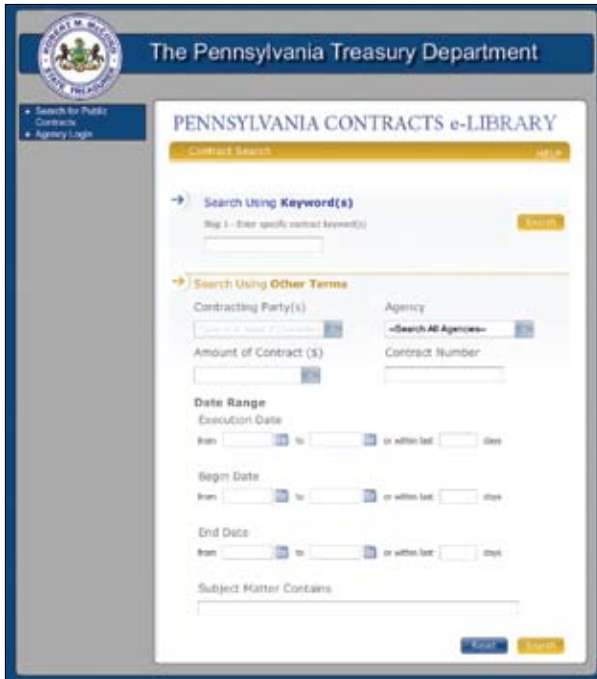 ROBERT M. McCORD
STATE TREASURER
The Pennsylvania Treasury Department
Search for Public
Contracts
Agency Login
PENNSYLVANIA CONTRACTS e-LIBRARY
Contract Search
HELP
Search Using Keyword(s)
Step 1 - Enter specific contract keyword(s)
Search
Search Using Other Terms
Contracting Party(s)
Agency
--Search All Agencies--
Amount of Contract ($)
Contract Number
Date Range
Execution Date
from to or within last days
Begin Date
from to or within last days
End Date
from to or within last days
Subject Matter Contains
Reset Search